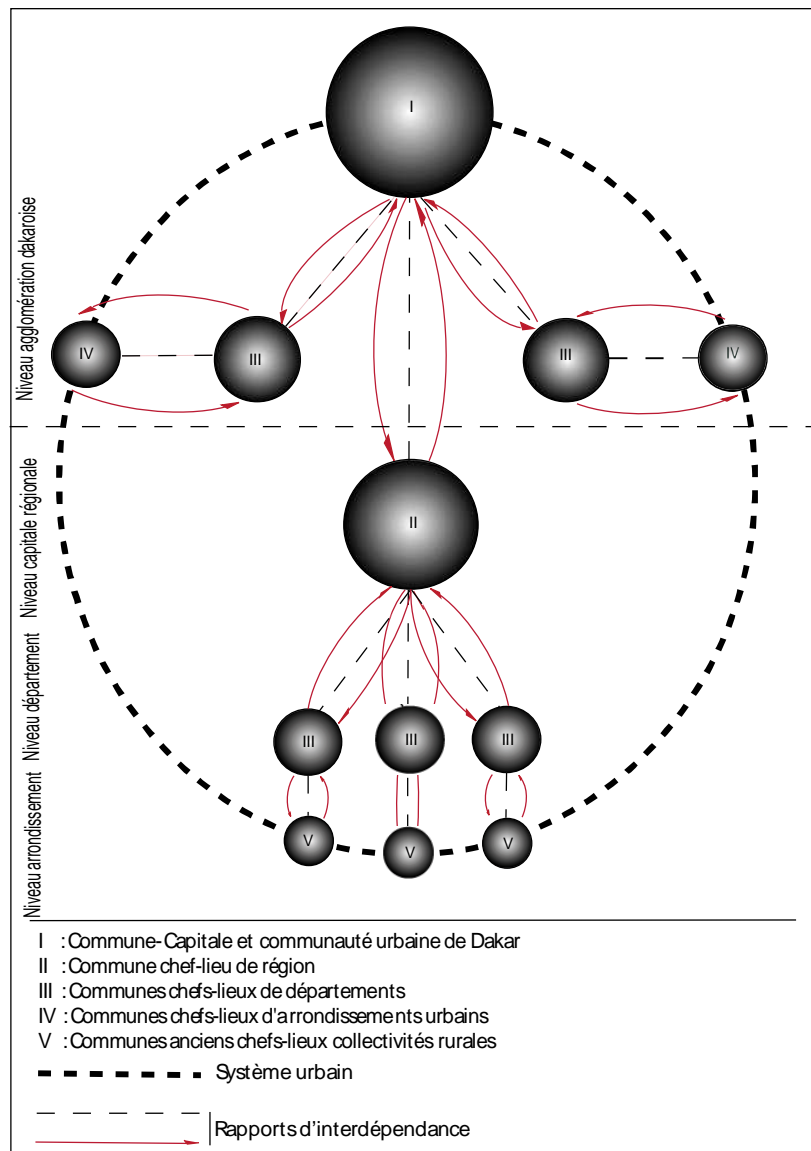 I
Niveau agglomération dakaroise
IV
III
III
IV
Niveau capitale régionale
II
Niveau département
III
III
III
Niveau arrondissement
V
V
V
I : Commune-Capitale et communauté urbaine de Dakar
II : Commune chef-lieu de région
III : Communes chefs-lieux de départements
IV : Communes chefs-lieux d'arrondissements urbains
V : Communes anciens chefs-lieux collectivités rurales
Système urbain
Rapports d'interdépendance